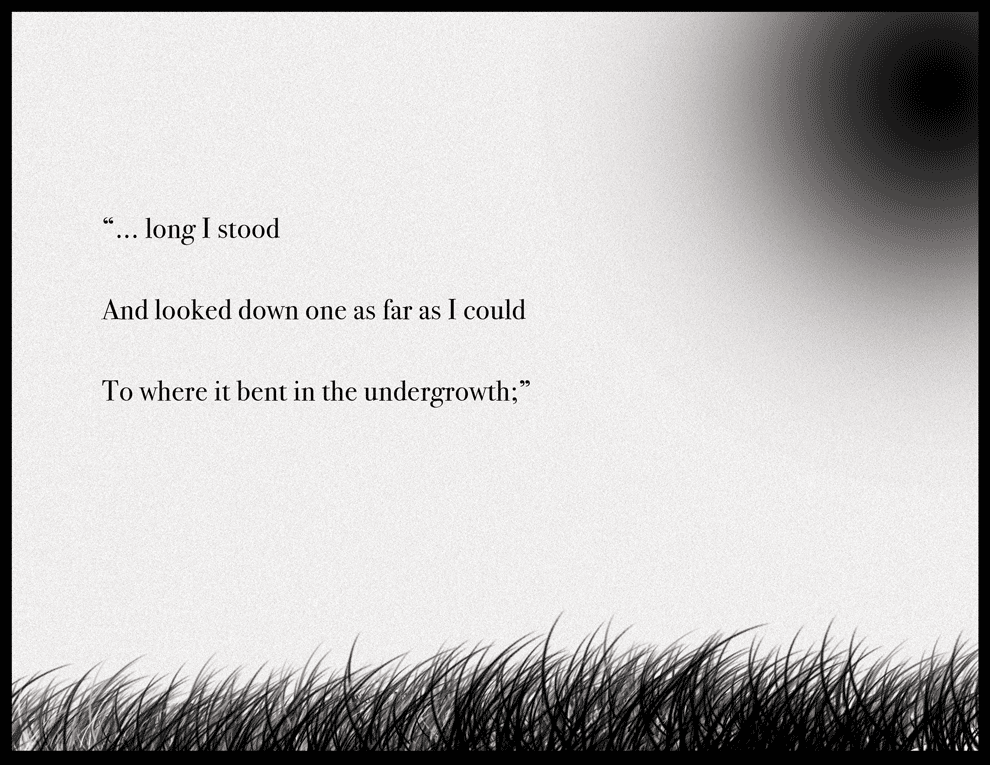 “... long I stood
And looked down one as far as I could
To where it bent in the undergrowth;”